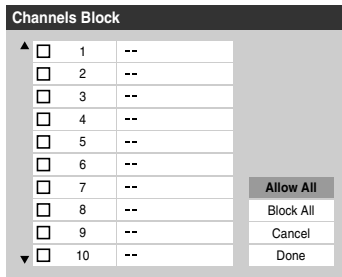 Channels Block
1 --
2 --
3 --
4 --
5 --
6 --
7 -- Allow All
8 -- Block All
9 -- Cancel
10 -- Done